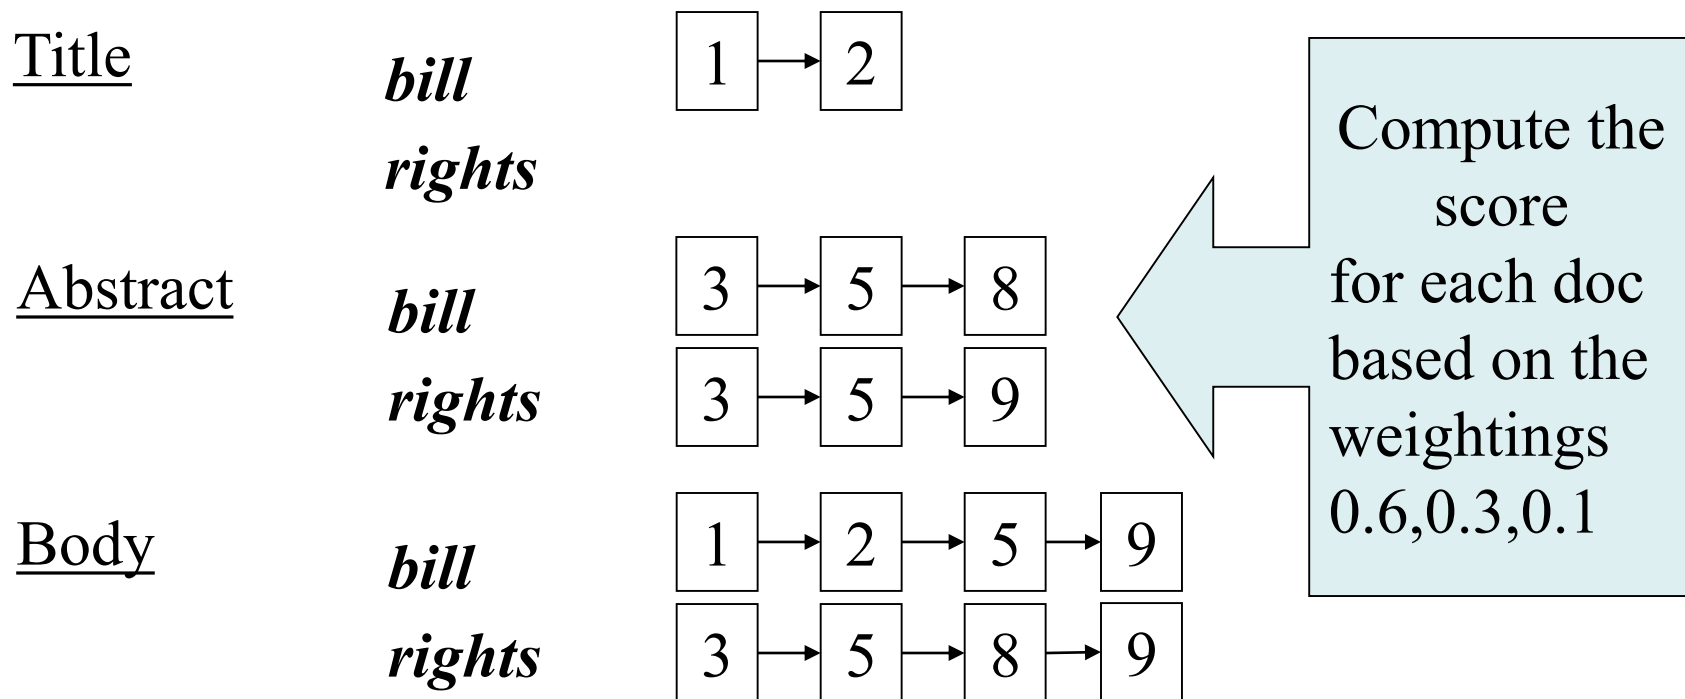 Title
bill 1 2
rights
Abstract
bill 3 5 8
rights 3 5 9
Body
bill 1 2 5 9
rights 3 5 8 9
Compute the
score
for each doc
based on the
weightings
0.6,0.3,0.1